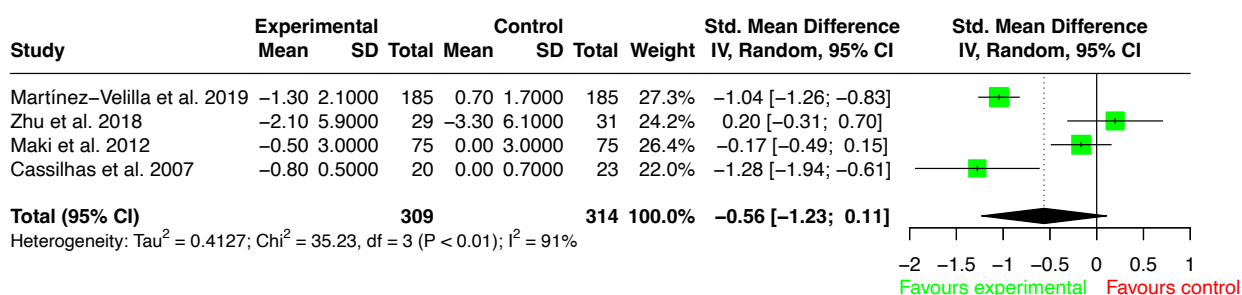 Experimental Control Std. Mean Difference Std. Mean Difference
Study Mean SD Total Mean SD Total Weight IV, Random, 95% CI IV, Random, 95% CI
Martínez−Velilla et al. 2019 −1.30 2.1000 185 0.70 1.7000 185 27.3% −1.04 [−1.26; −0.83]
Zhu et al. 2018 −2.10 5.9000 29 −3.30 6.1000 31 24.2% 0.20 [−0.31; 0.70]
Maki et al. 2012 −0.50 3.0000 75 0.00 3.0000 75 26.4% −0.17 [−0.49; 0.15]
Cassilhas et al. 2007 −0.80 0.5000 20 0.00 0.7000 23 22.0% −1.28 [−1.94; −0.61]
Total (95% CI) 309 314 100.0% −0.56 [−1.23; 0.11]
Heterogeneity: Tau² = 0.4127; Chi² = 35.23, df = 3 (P < 0.01); I² = 91%
−2 −1.5 −1 −0.5 0 0.5 1
Favours experimental Favours control